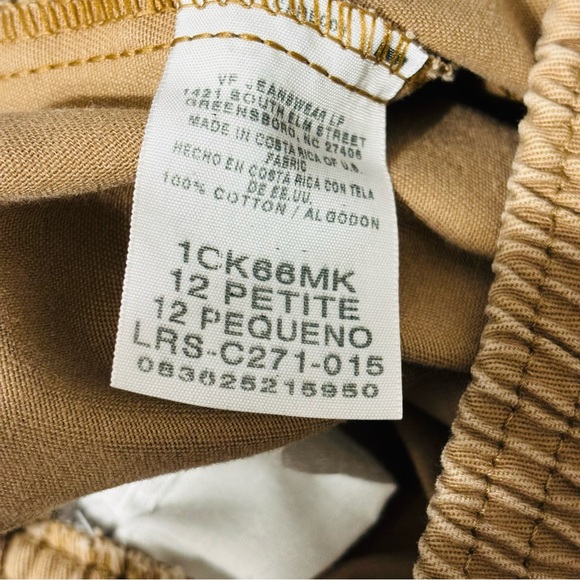 VF JEANSWEAR LP
1421 SOUTH ELM STREET
GREENSBORO, NC 27406
MADE IN COSTA RICA OF U.S.
FABRIC
HECHO EN COSTA RICA CON TELA
DE EE.UU.
100% COTTON / ALGODON
1CK66MK
12 PETITE
12 PEQUENO
LRS-C271-015
083625215950